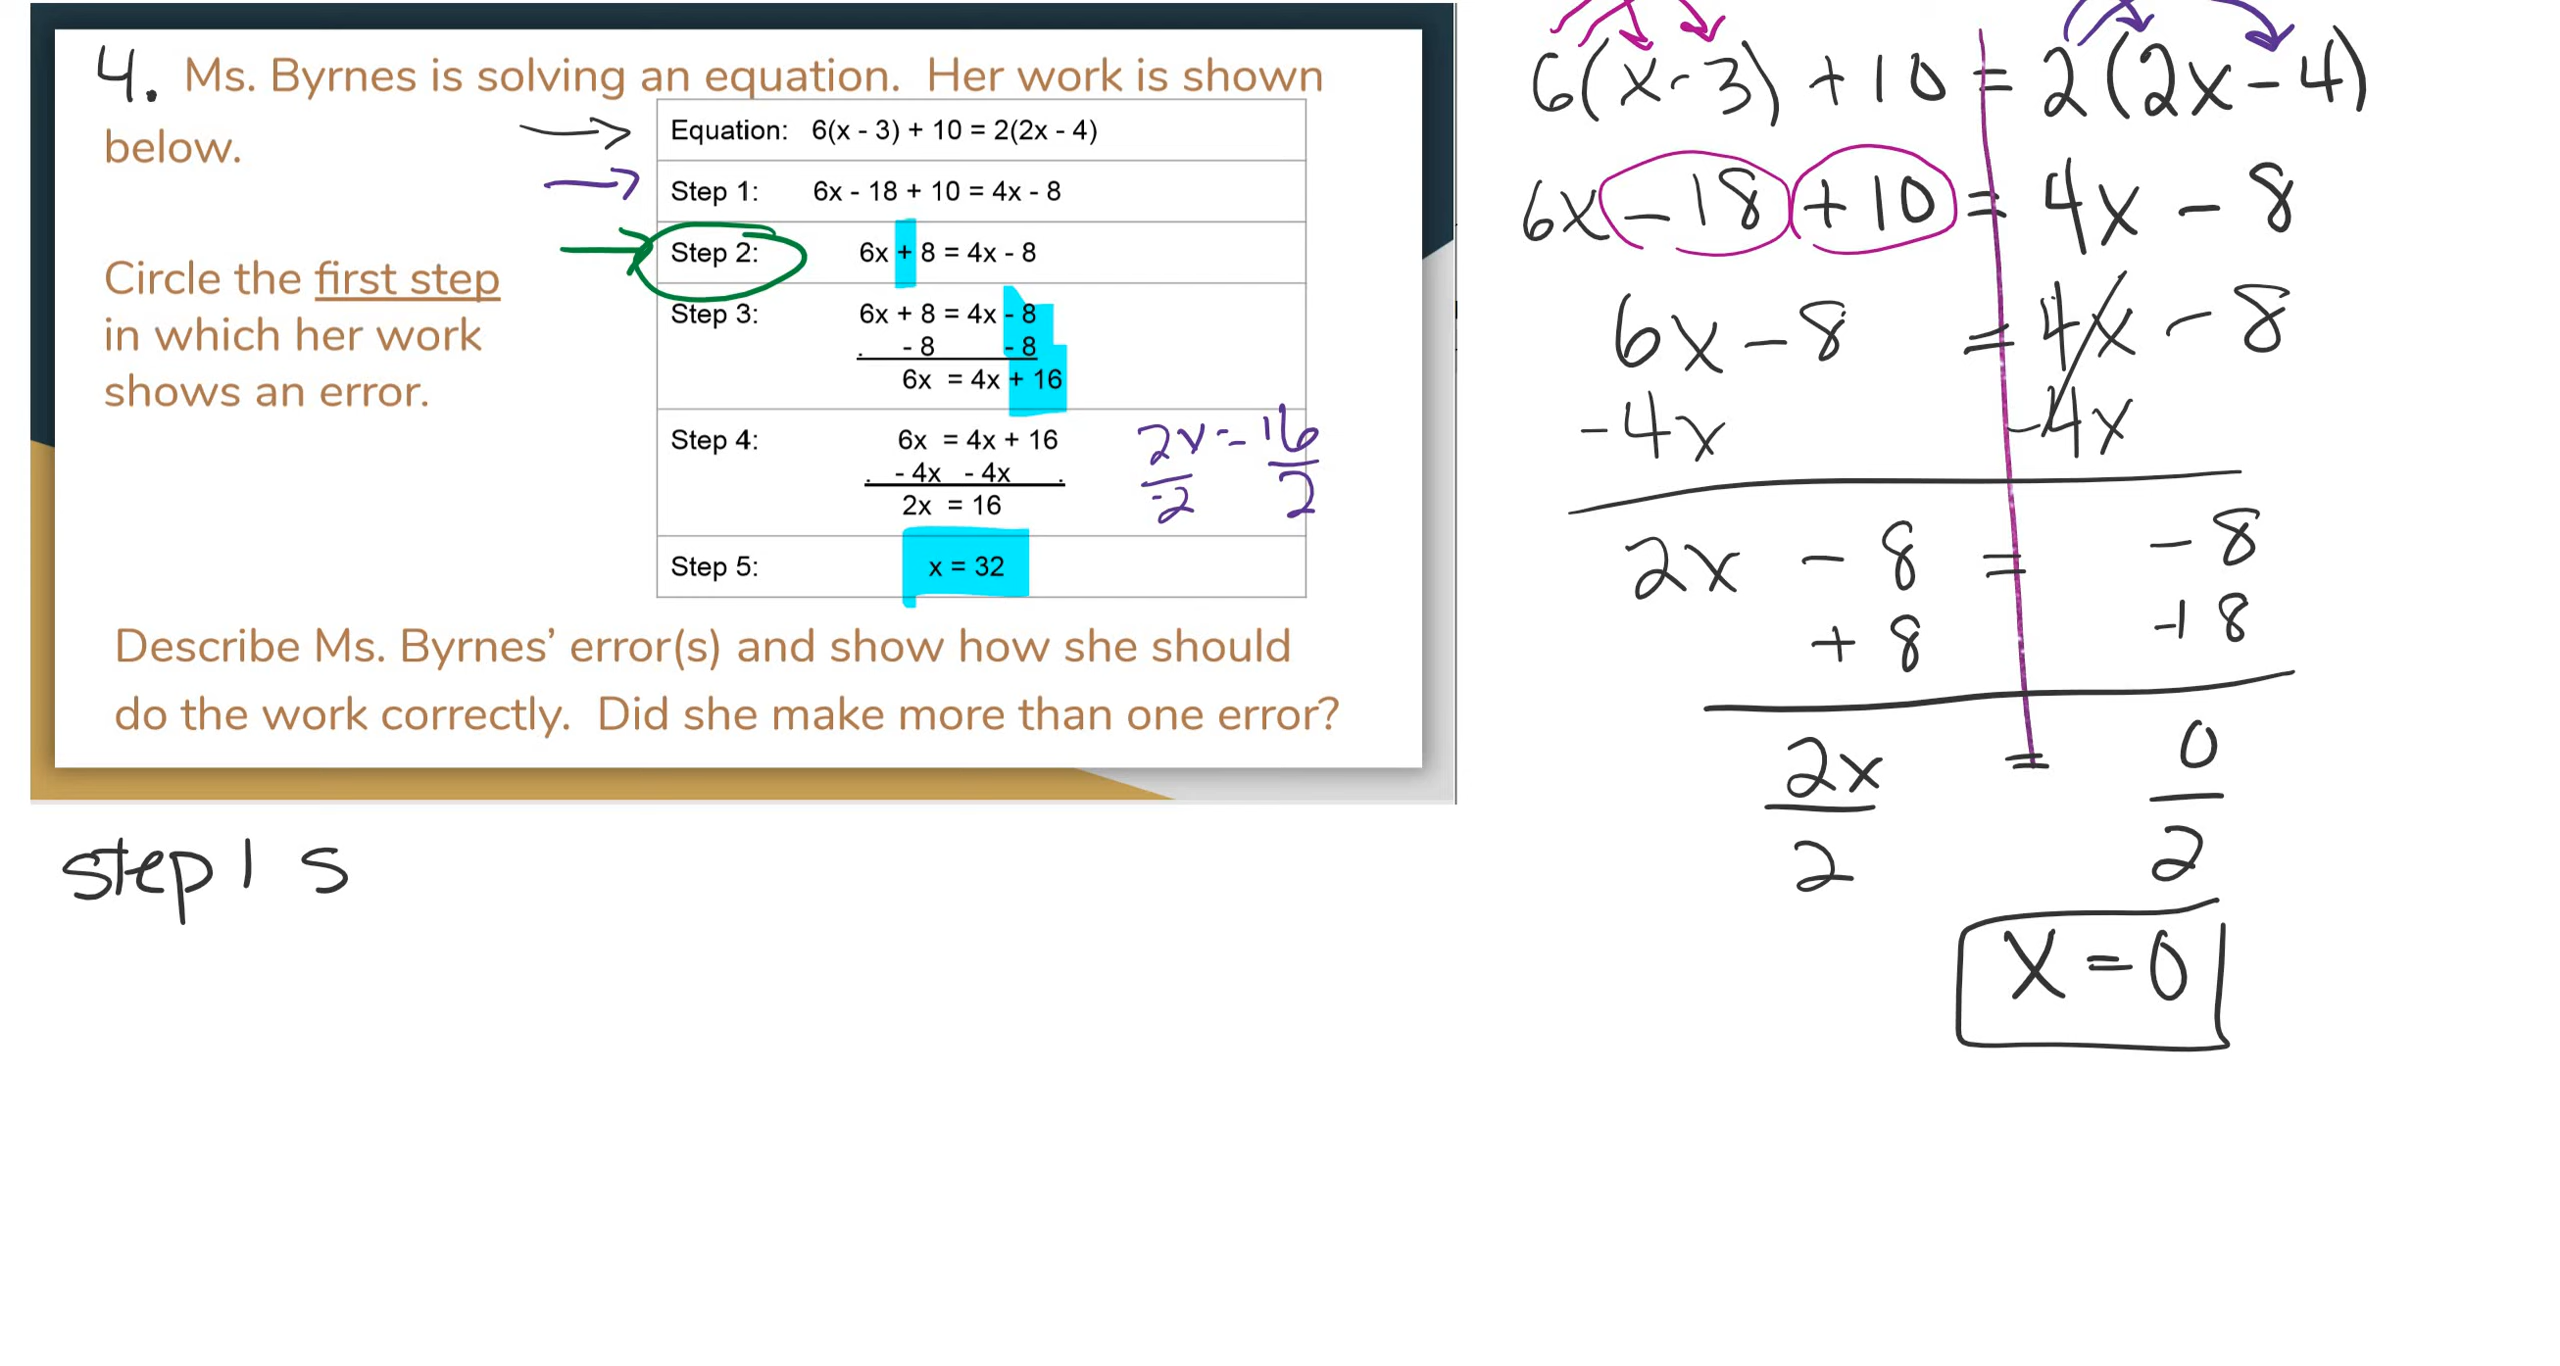 4. Ms. Byrnes is solving an equation. Her work is shown
below.
Equation: 6(x - 3) + 10 = 2(2x - 4)
Step 1: 6x - 18 + 10 = 4x - 8
Step 2: 6x + 8 = 4x - 8
Step 3: 6x + 8 = 4x - 8
- 8 - 8
6x = 4x + 16
Step 4: 6x = 4x + 16
- 4x - 4x
2x = 16
2x = 16
-2 2
Step 5: x = 32
Circle the first step
in which her work
shows an error.
Describe Ms. Byrnes’ error(s) and show how she should
do the work correctly. Did she make more than one error?
step 1 s
6(x - 3) + 10 = 2(2x - 4)
6x - 18 + 10 = 4x - 8
6x - 8 = 4x - 8
-4x -4x
2x - 8 = -8
+ 8 +8
2x = 0
2 2
x = 0